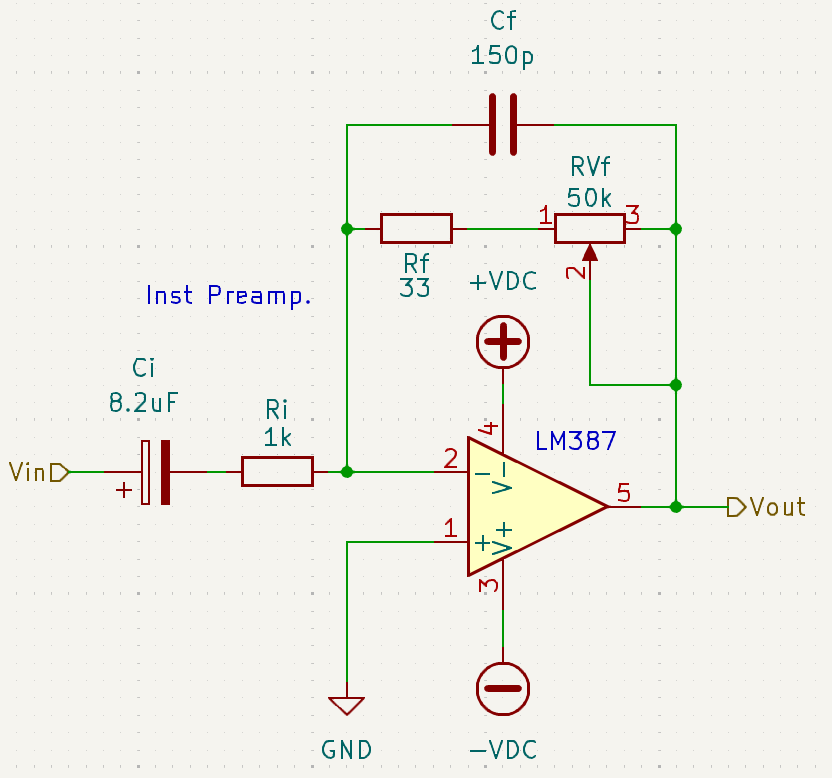 Cf
150p
RVf
50k
1
3
2
Rf
33
+VDC
Inst Preamp.
Ci
8.2uF
Ri
1k
LM387
4
2
Vin
+
−
V−
5
Vout
1
+
V+
3
GND
−VDC